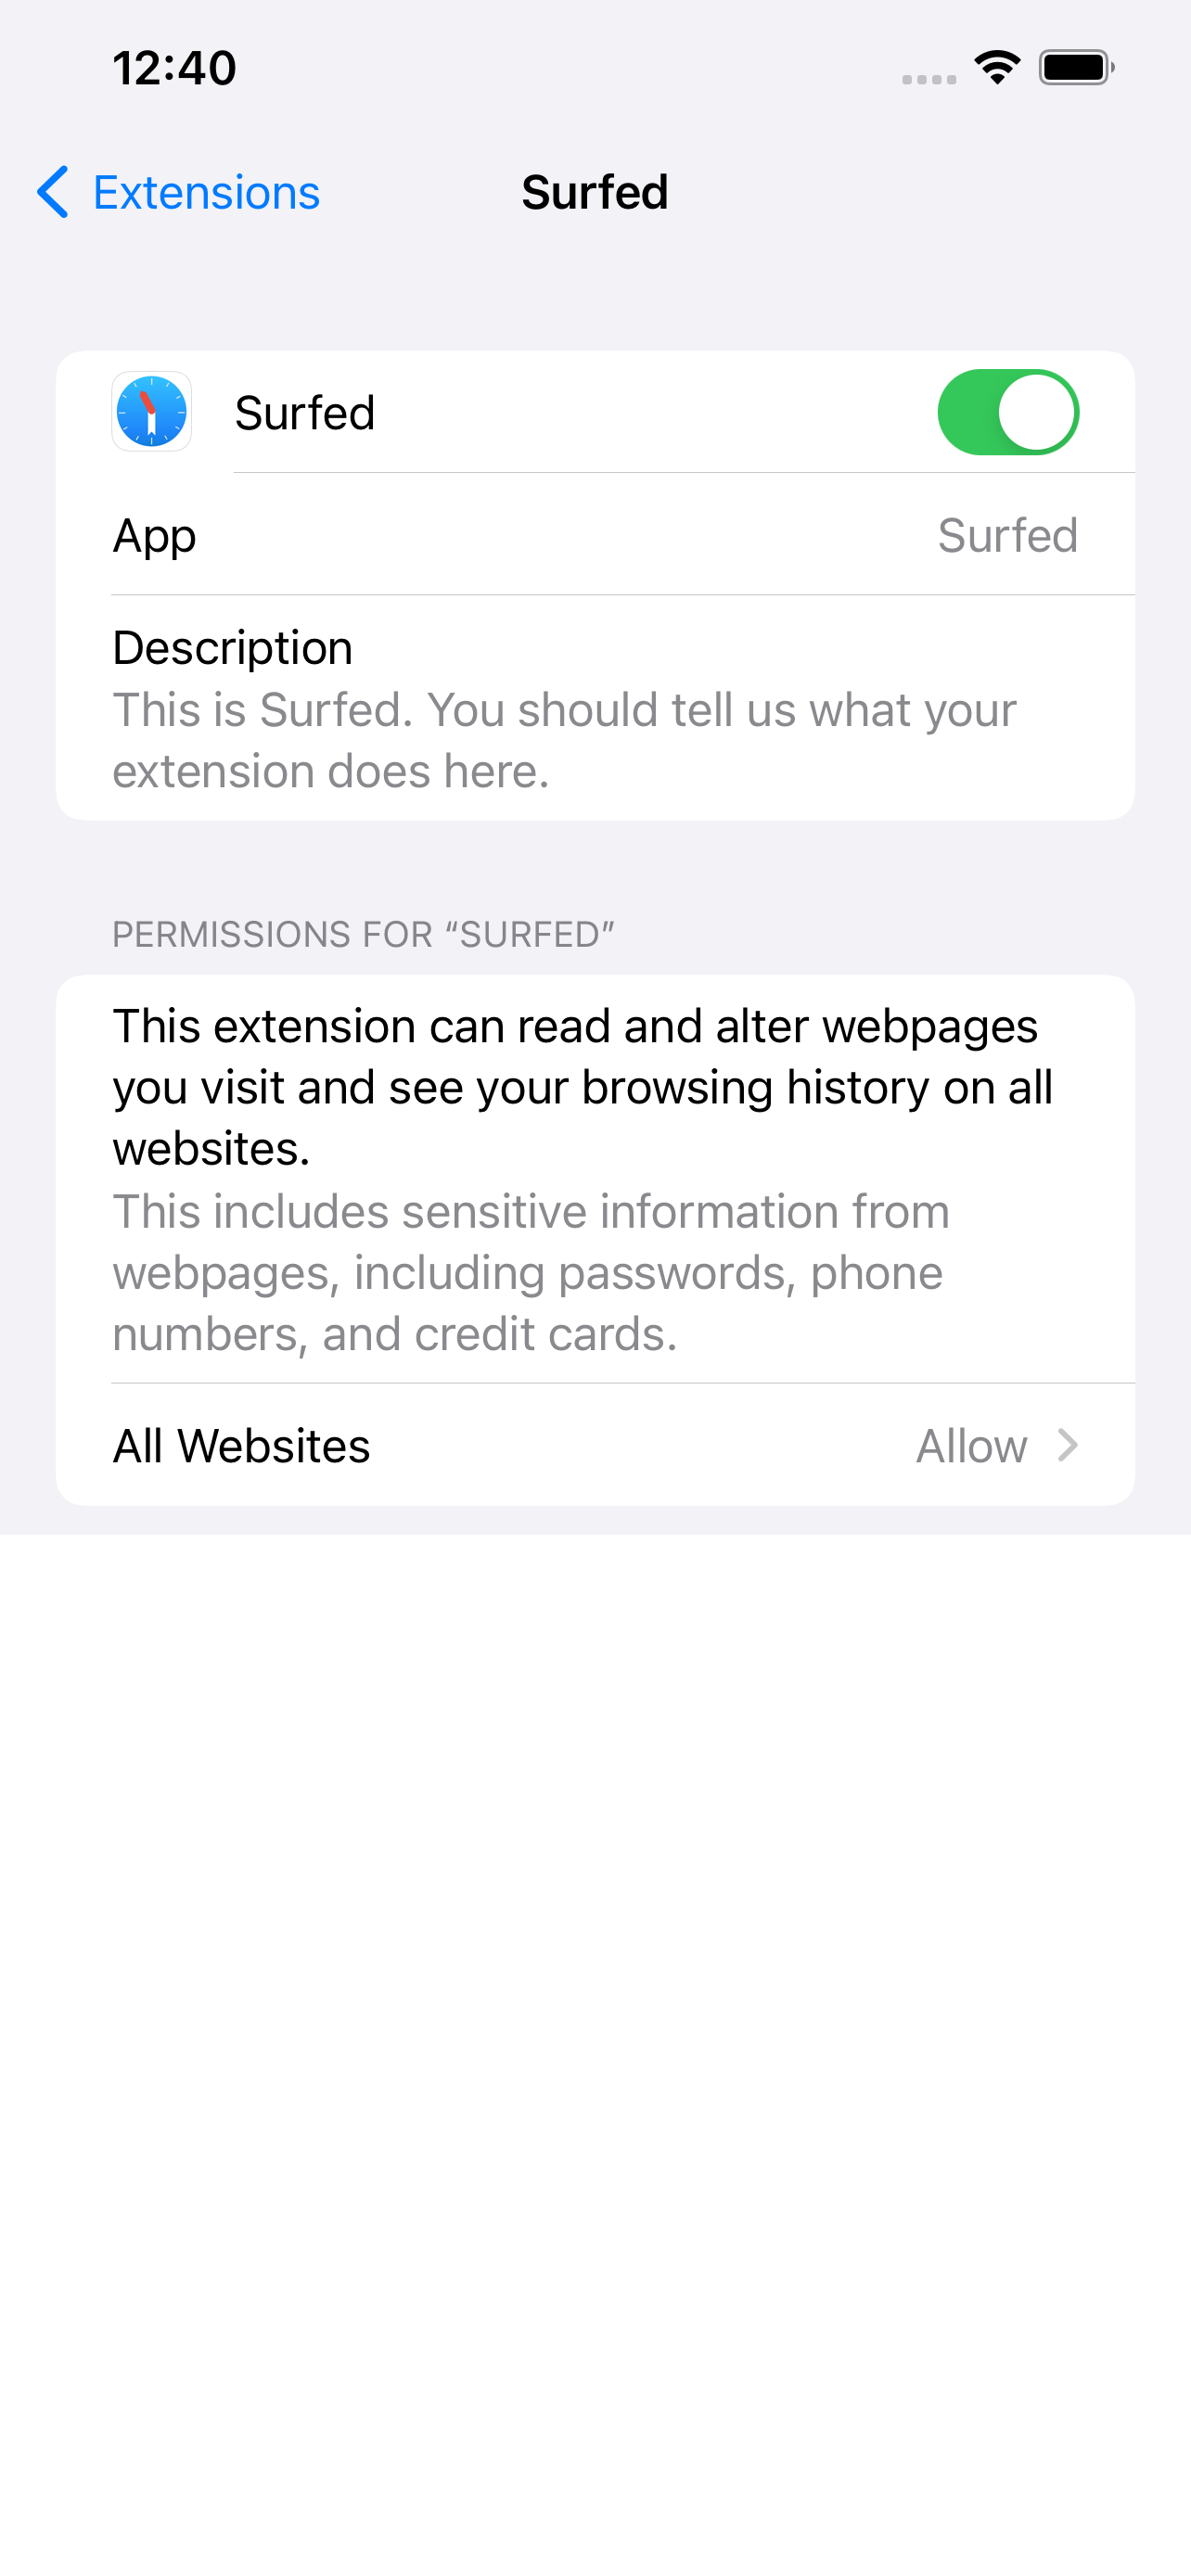 12:40
Extensions
Surfed
Surfed
App
Surfed
Description
This is Surfed. You should tell us what your
extension does here.
PERMISSIONS FOR “SURFED”
This extension can read and alter webpages
you visit and see your browsing history on all
websites.
This includes sensitive information from
webpages, including passwords, phone
numbers, and credit cards.
All Websites
Allow